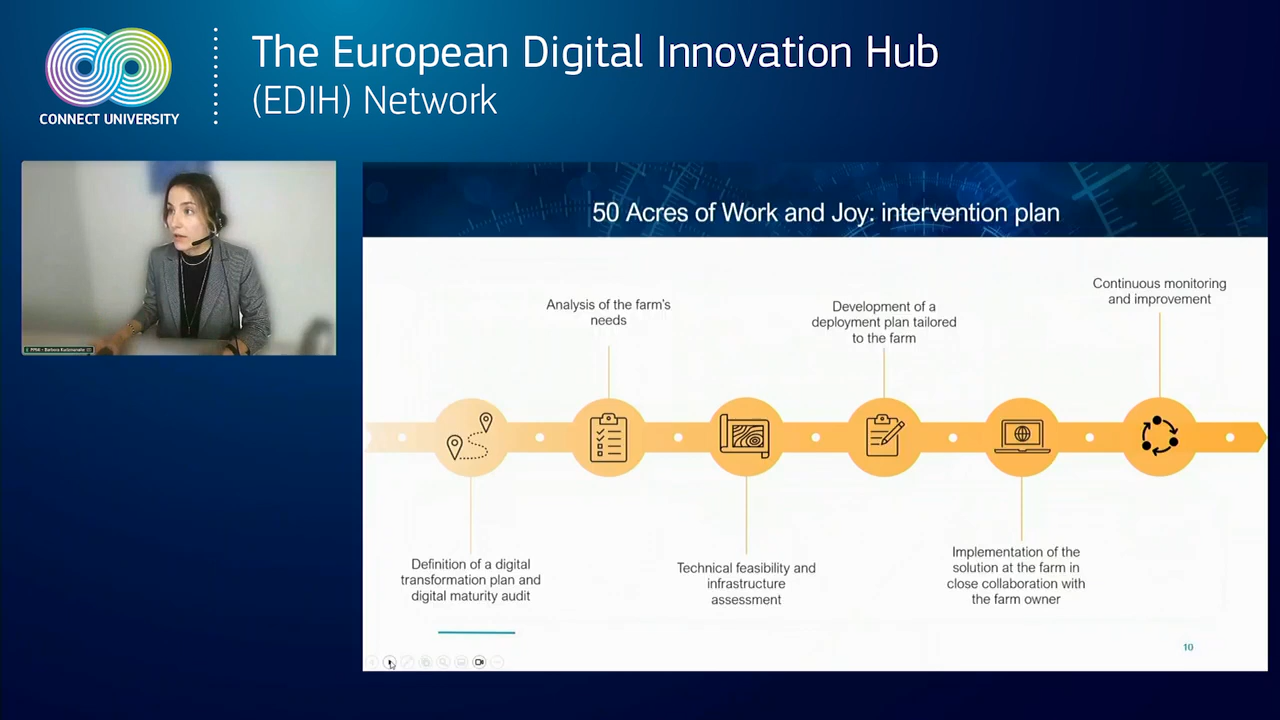 The European Digital Innovation Hub
(EDIH) Network
CONNECT UNIVERSITY
50 Acres of Work and Joy: intervention plan
Analysis of the farm's
needs
Development of a
deployment plan tailored
to the farm
Continuous monitoring
and improvement
Definition of a digital
transformation plan and
digital maturity audit
Technical feasibility and
infrastructure
assessment
Implementation of the
solution at the farm in
close collaboration with
the farm owner
10